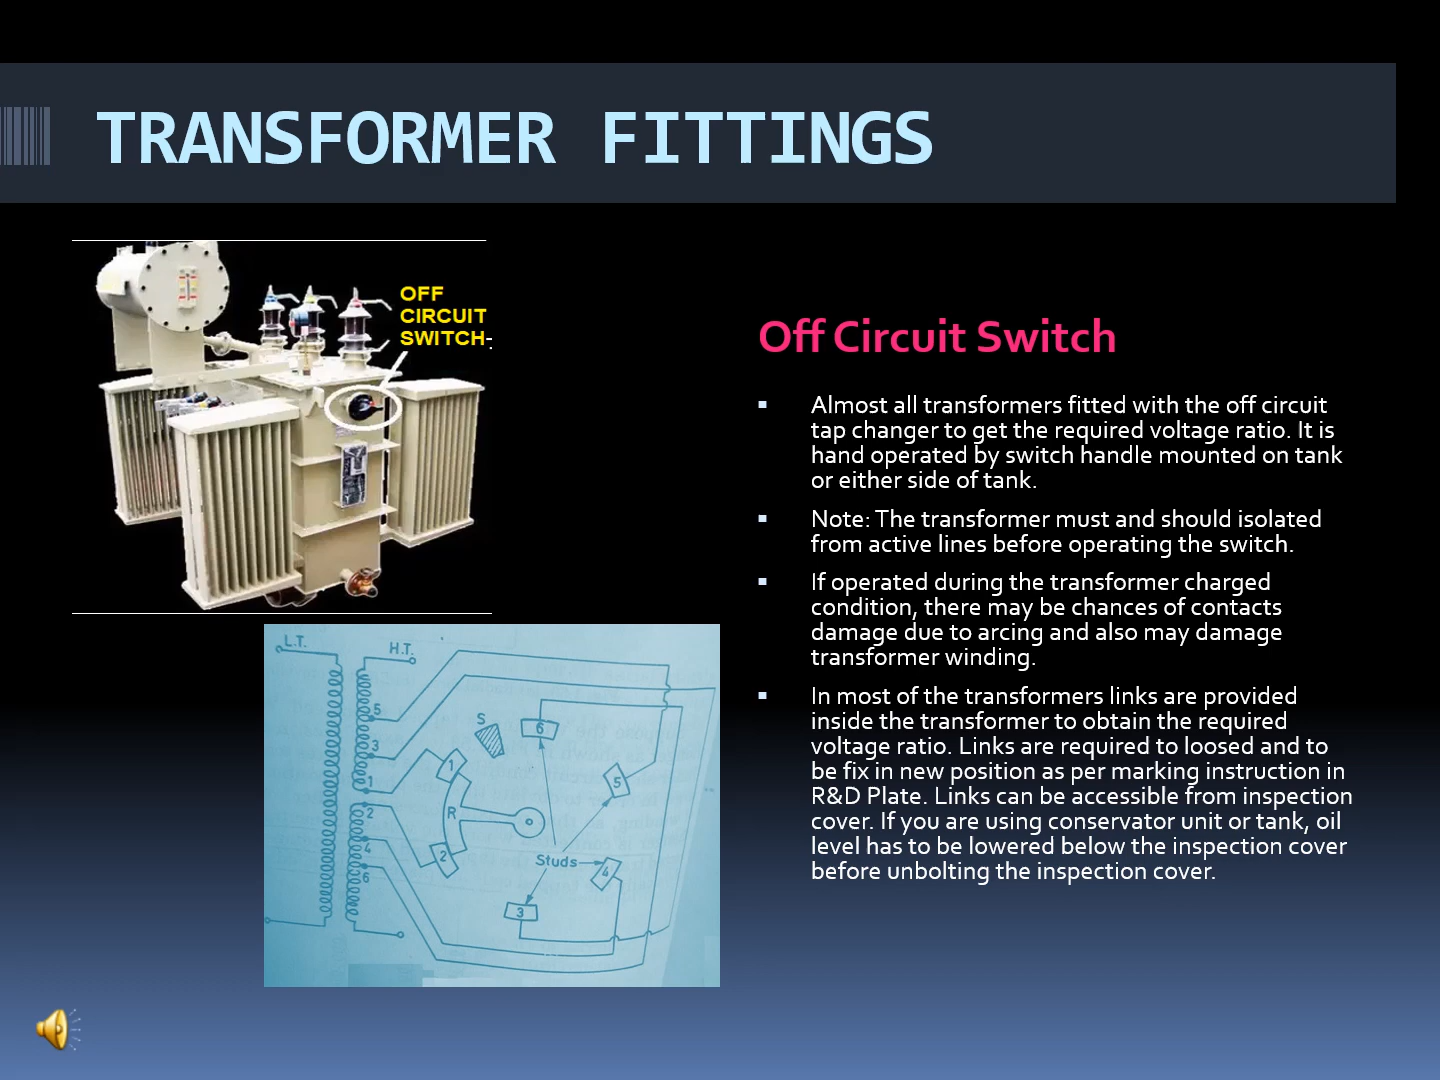 TRANSFORMER FITTINGS
OFF
CIRCUIT
SWITCH-
Off Circuit Switch
Almost all transformers fitted with the off circuit
tap changer to get the required voltage ratio. It is
hand operated by switch handle mounted on tank
or either side of tank.
Note: The transformer must and should isolated
from active lines before operating the switch.
If operated during the transformer charged
condition, there may be chances of contacts
damage due to arcing and also may damage
transformer winding.
In most of the transformers links are provided
inside the transformer to obtain the required
voltage ratio. Links are required to loosed and to
be fix in new position as per marking instruction in
R&D Plate. Links can be accessible from inspection
cover. If you are using conservator unit or tank, oil
level has to be lowered below the inspection cover
before unbolting the inspection cover.
L.T.
H.T.
5
3
1
2
4
6
S
6
1
5
R
2
Studs
4
3